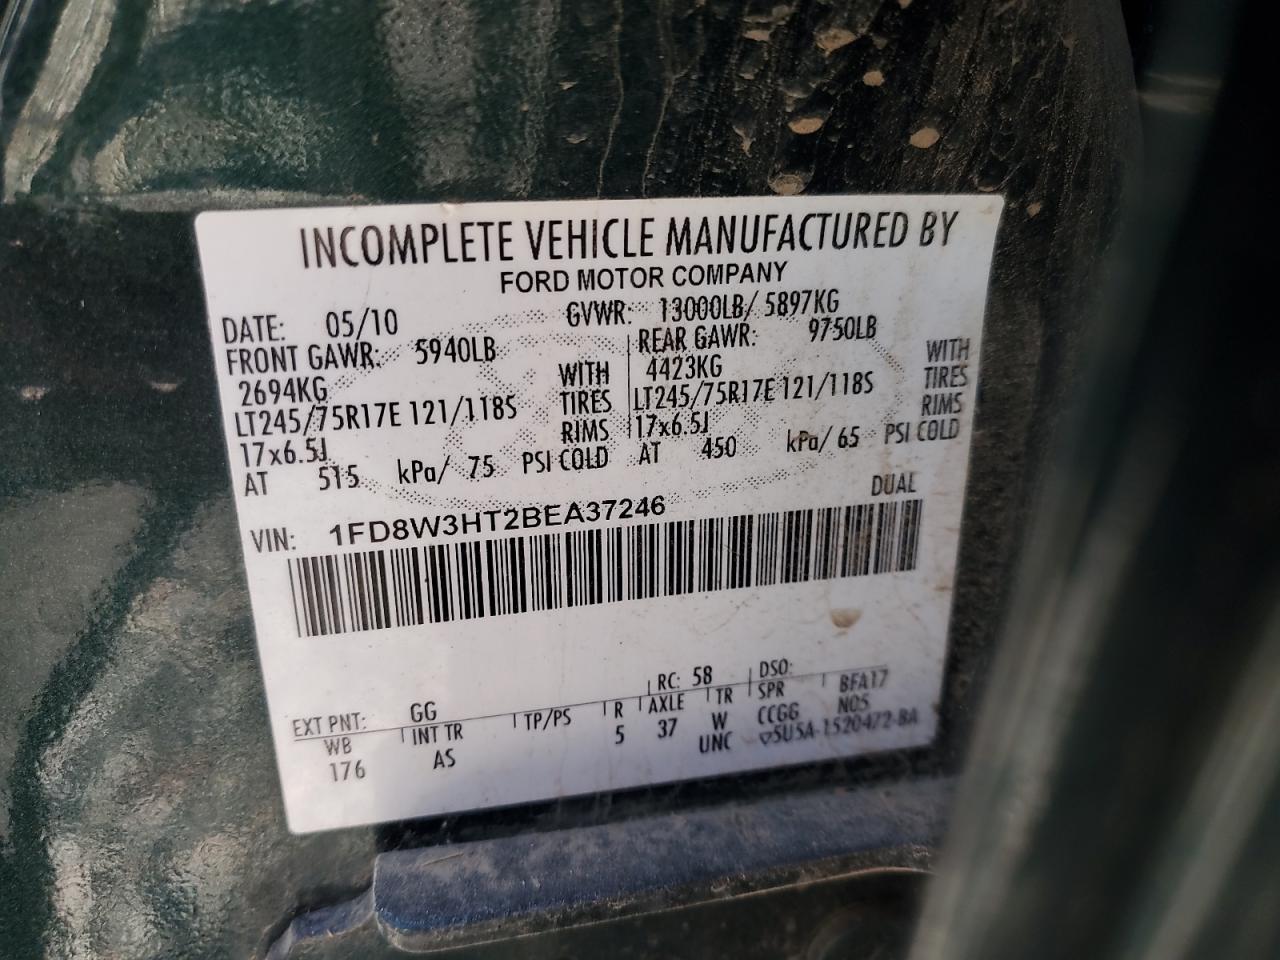 INCOMPLETE VEHICLE MANUFACTURED BY
FORD MOTOR COMPANY
DATE: 05/10 GVWR: 13000LB/ 5897KG
FRONT GAWR: 5940LB REAR GAWR: 9750LB
2694KG WITH 4423KG WITH
LT245/75R17E 121/118S TIRES LT245/75R17E 121/118S TIRES
17x6.5J RIMS 17x6.5J RIMS
AT 515 kPa/ 75 PSI COLD AT 450 kPa/ 65 PSI COLD
DUAL
VIN: 1FD8W3HT2BEA37246
EXT PNT: GG RC: 58 DSO:
WB INT TR TP/PS R AXLE TR SPR BFA17
176 AS 5 37 W CCGG N05
UNC ▽5U5A-1520472-BA